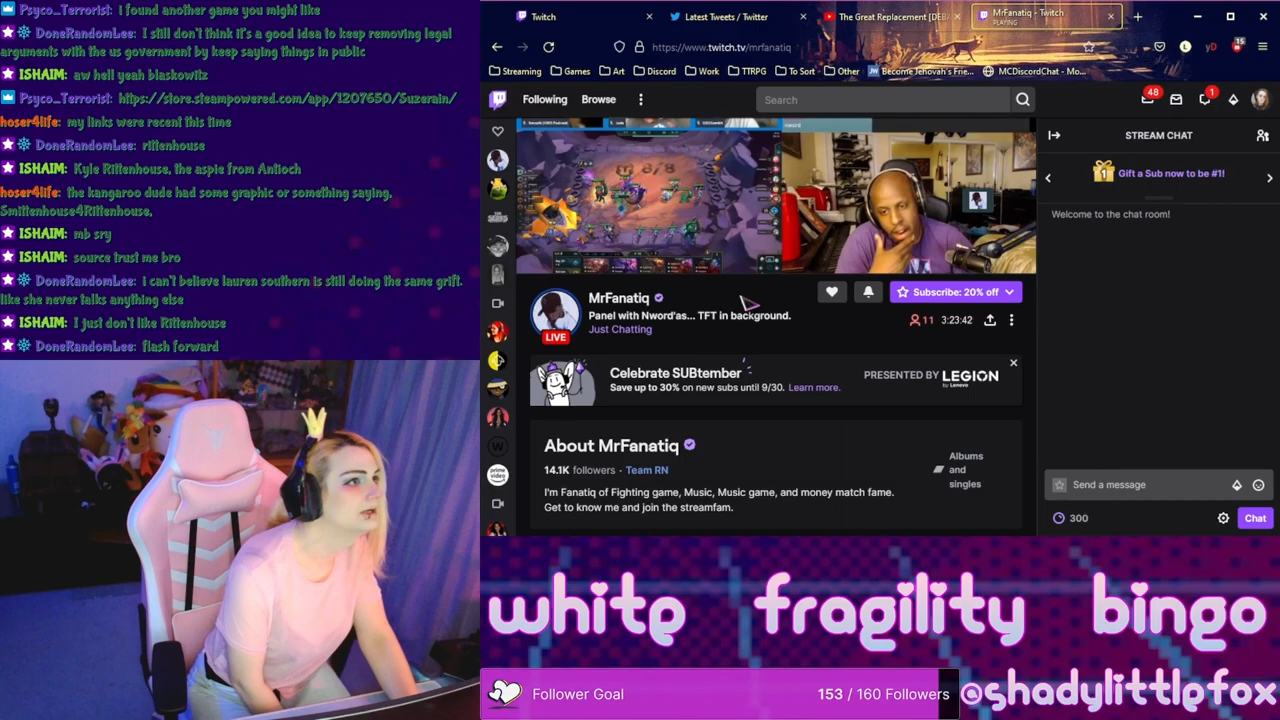 Psyco_Terrorist: i found another game you might like
DoneRandomLee: I still don't think it's a good idea to keep removing legal
arguments with the us government by keep saying things in public
ISHAIM: aw hell yeah blaskowitz
Psyco_Terrorist: https://store.steampowered.com/app/1207650/Suzerain/
hoser4life: my links were recent this time
DoneRandomLee: rittenhouse
ISHAIM: Kyle Rittenhouse, the aspie from Antioch
hoser4life: the kangaroo dude had some graphic or something saying,
Smittenhouse4Rittenhouse,
ISHAIM: mb sry
ISHAIM: source trust me bro
DoneRandomLee: i can't believe lauren southern is still doing the same grift.
like she never talks anything else
ISHAIM: I just don't like Rittenhouse
DoneRandomLee: flash forward
Twitch
Latest Tweets / Twitter
The Great Replacement [DEBA
MrFanatiq - Twitch
PLAYING
https://www.twitch.tv/mrfanatiq
L
yD
15
Streaming
Games
Art
Discord
Work
TTRPG
To Sort
Other
Become Jehovah's Frie...
MCDiscordChat - Mo...
Following
Browse
Search
48
1
8/8
STREAM CHAT
Gift a Sub now to be #1!
Welcome to the chat room!
MrFanatiq
Panel with Nword'as... TFT in background.
Just Chatting
LIVE
Subscribe: 20% off
11
3:23:42
Celebrate SUBtember
Save up to 30% on new subs until 9/30. Learn more.
PRESENTED BY LEGION
by Lenovo
About MrFanatiq
14.1K followers · Team RN
I'm Fanatiq of Fighting game, Music, Music game, and money match fame.
Get to know me and join the streamfam.
Albums
and
singles
prime
video
Send a message
300
Chat
white fragility bingo
Follower Goal
153 / 160 Followers
@shadylittlefox